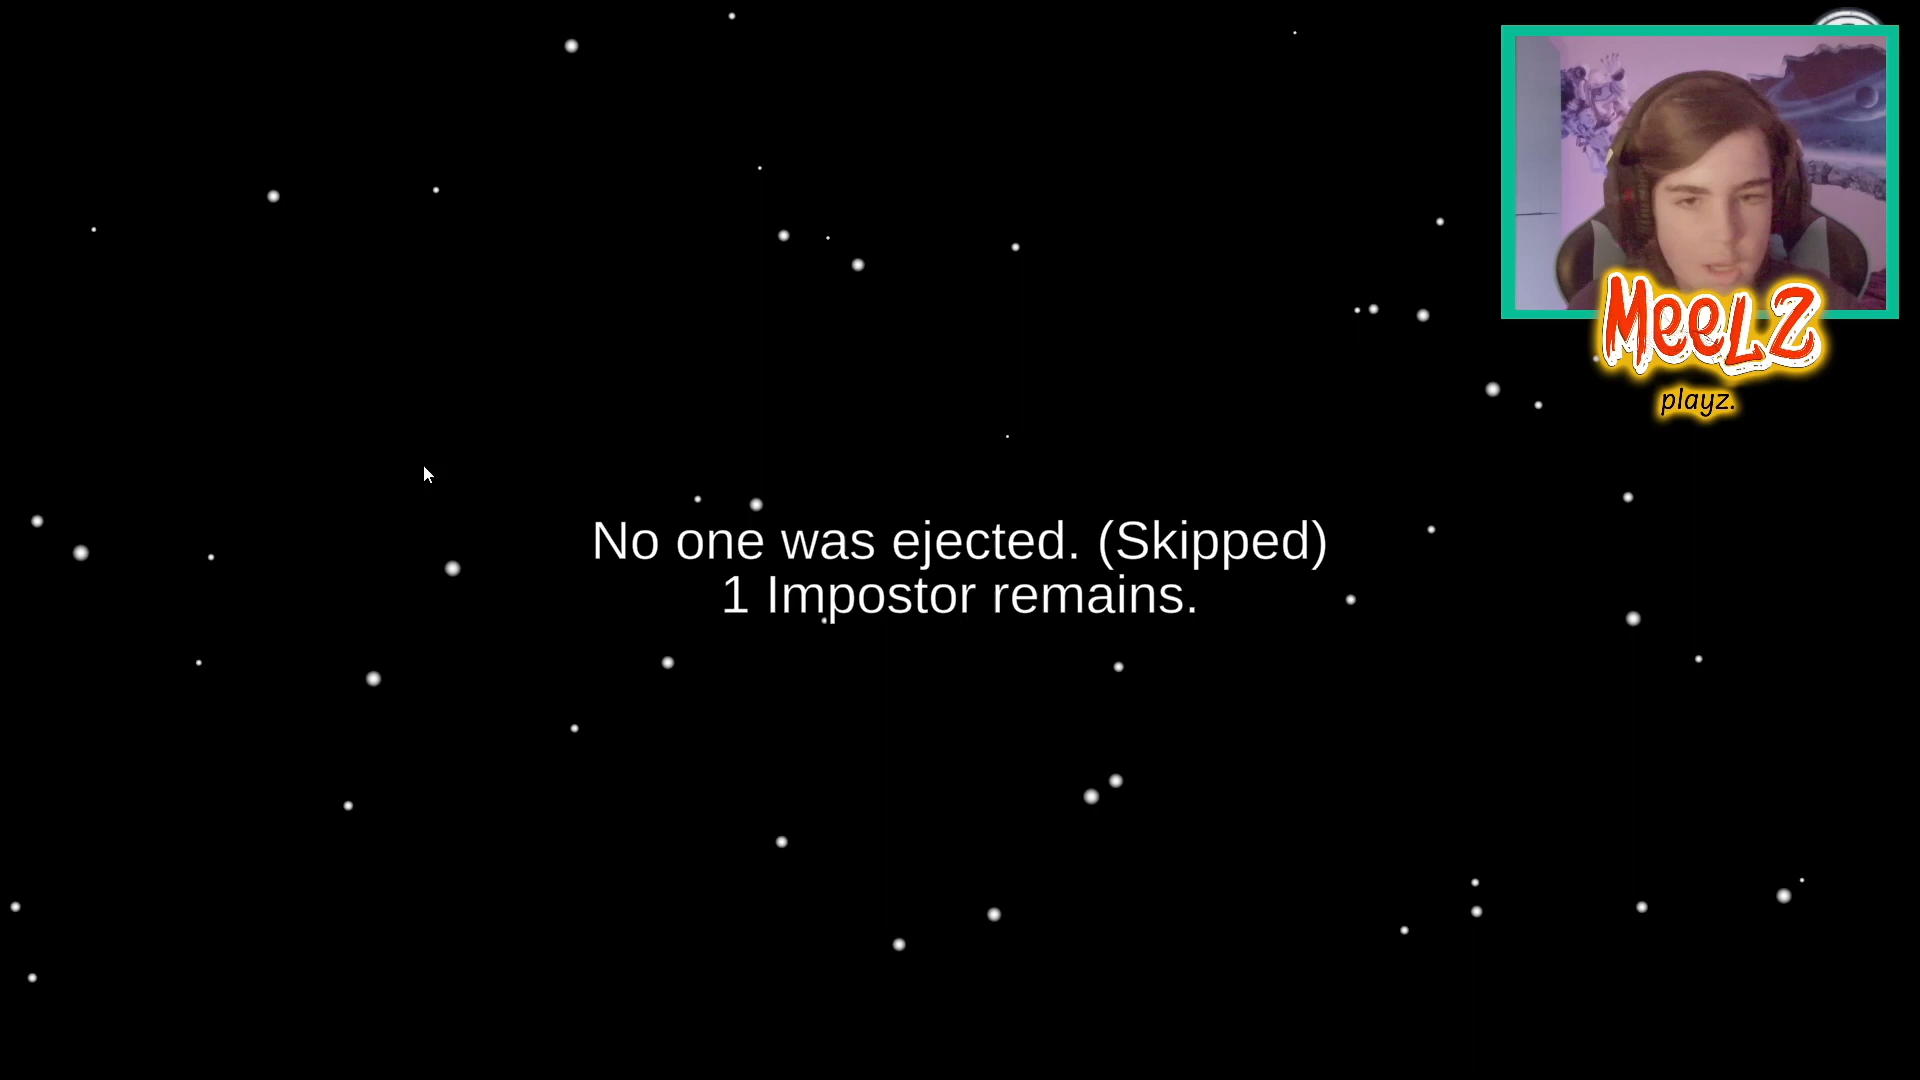 MeeLZ
playz.
No one was ejected. (Skipped)
1 Impostor remains.